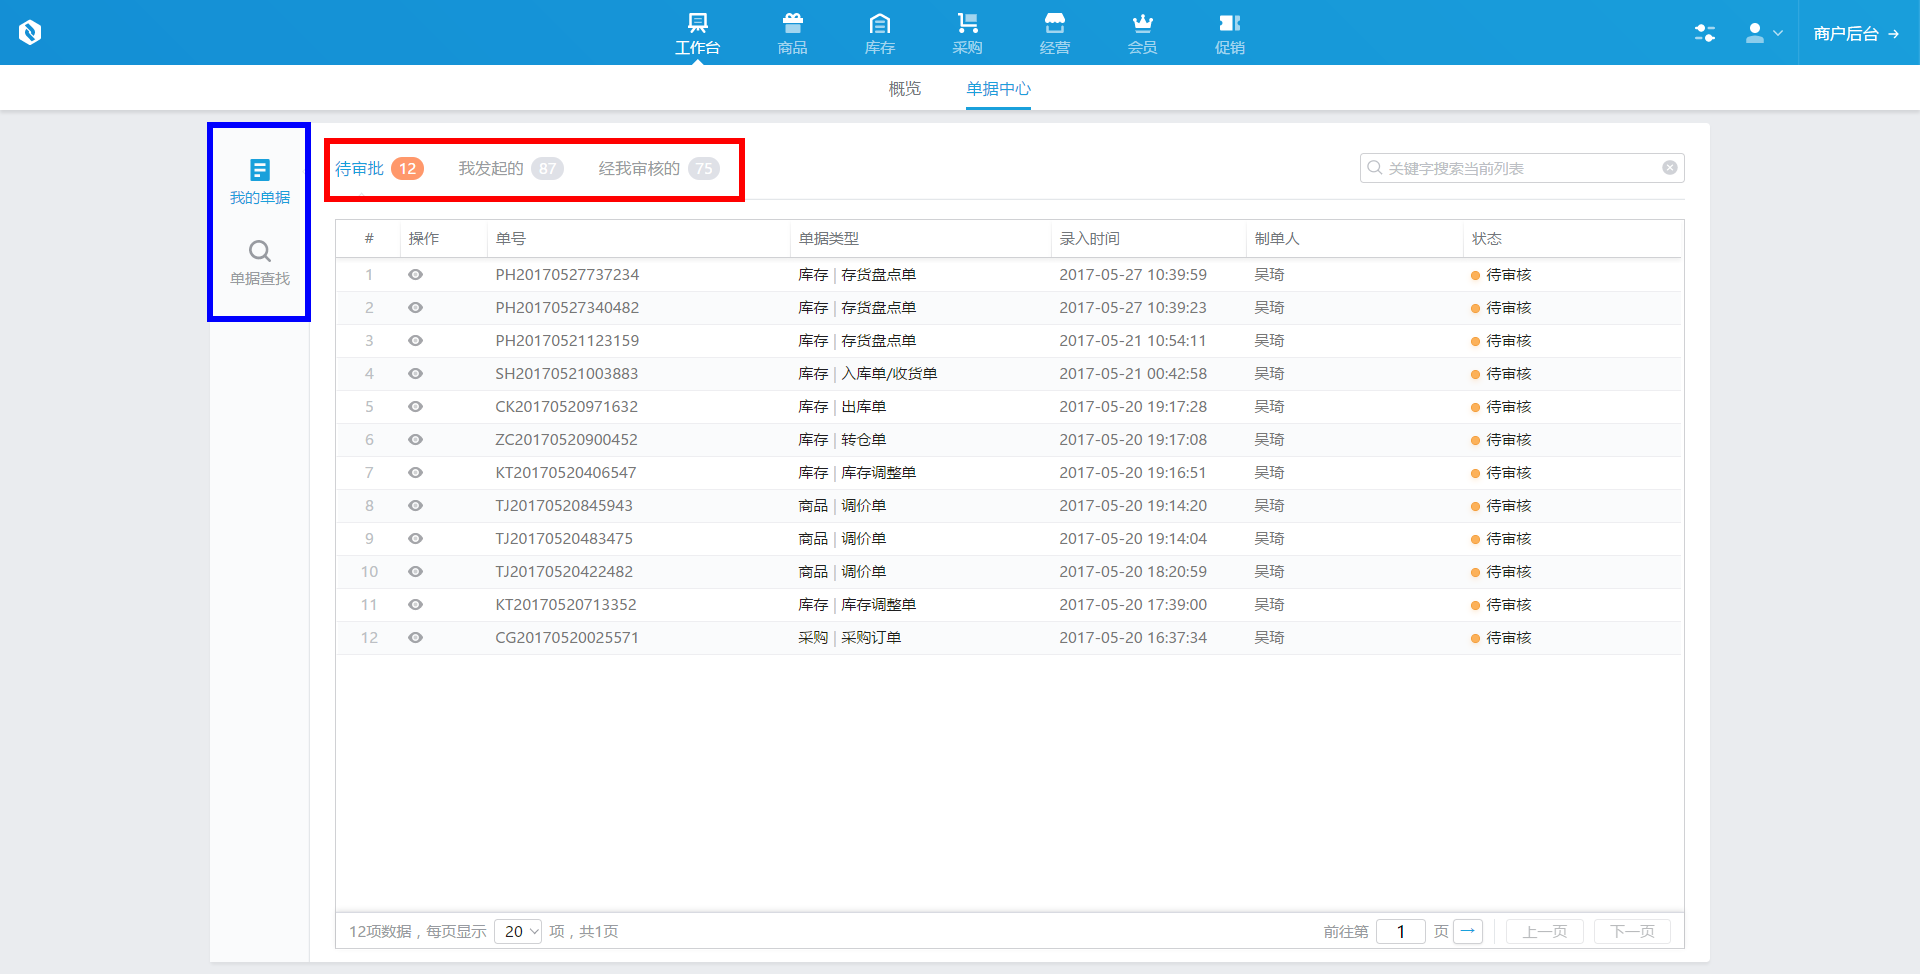 工作台 商品 库存 采购 经营 会员 促销 商户后台 →
概览 单据中心
我的单据
单据查找
待审批 12 我发起的 87 经我审核的 75 关键字搜索当前列表
# 操作 单号 单据类型 录入时间 制单人 状态
1 PH20170527737234 库存 | 存货盘点单 2017-05-27 10:39:59 吴琦 待审核
2 PH20170527340482 库存 | 存货盘点单 2017-05-27 10:39:23 吴琦 待审核
3 PH20170521123159 库存 | 存货盘点单 2017-05-21 10:54:11 吴琦 待审核
4 SH20170521003883 库存 | 入库单/收货单 2017-05-21 00:42:58 吴琦 待审核
5 CK20170520971632 库存 | 出库单 2017-05-20 19:17:28 吴琦 待审核
6 ZC20170520900452 库存 | 转仓单 2017-05-20 19:17:08 吴琦 待审核
7 KT20170520406547 库存 | 库存调整单 2017-05-20 19:16:51 吴琦 待审核
8 TJ20170520845943 商品 | 调价单 2017-05-20 19:14:20 吴琦 待审核
9 TJ20170520483475 商品 | 调价单 2017-05-20 19:14:04 吴琦 待审核
10 TJ20170520422482 商品 | 调价单 2017-05-20 18:20:59 吴琦 待审核
11 KT20170520713352 库存 | 库存调整单 2017-05-20 17:39:00 吴琦 待审核
12 CG20170520025571 采购 | 采购订单 2017-05-20 16:37:34 吴琦 待审核
12项数据，每页显示 20 项，共1页 前往第 1 页 → 上一页 下一页